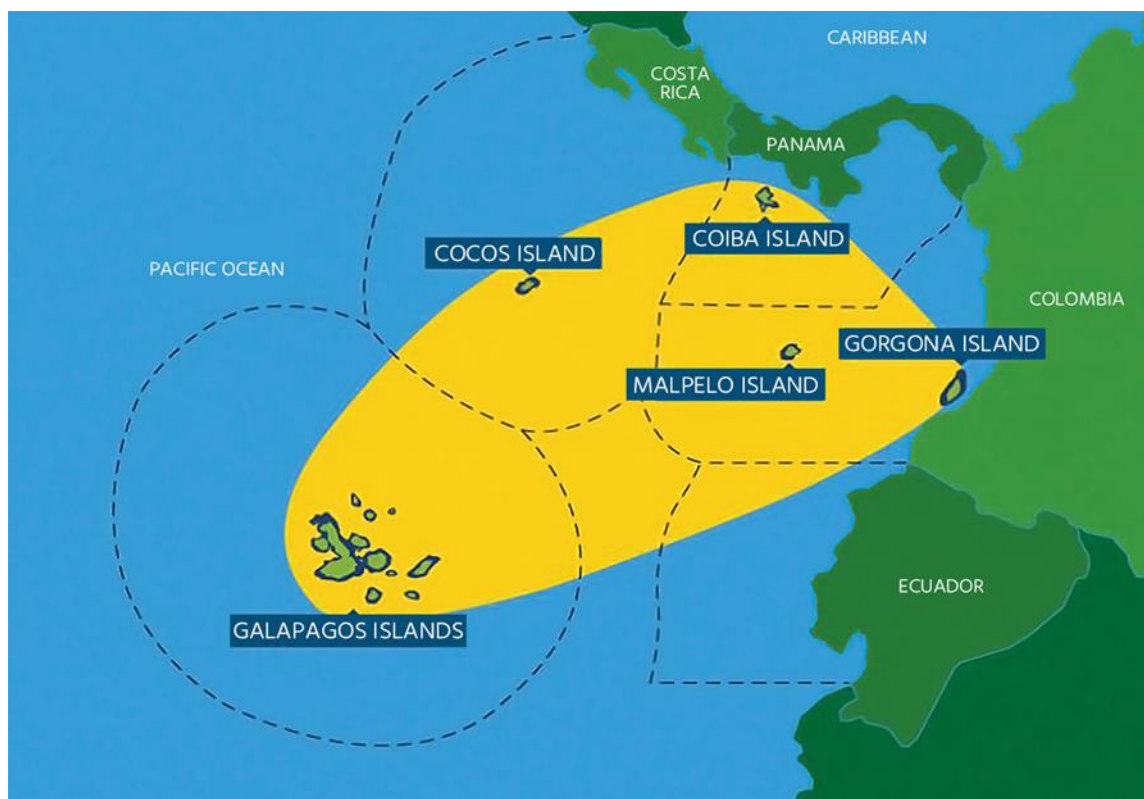 CARIBBEAN
COSTA
RICA
PANAMA
COIBA ISLAND
COCOS ISLAND
PACIFIC OCEAN
COLOMBIA
GORGONA ISLAND
MALPELO ISLAND
ECUADOR
GALAPAGOS ISLANDS